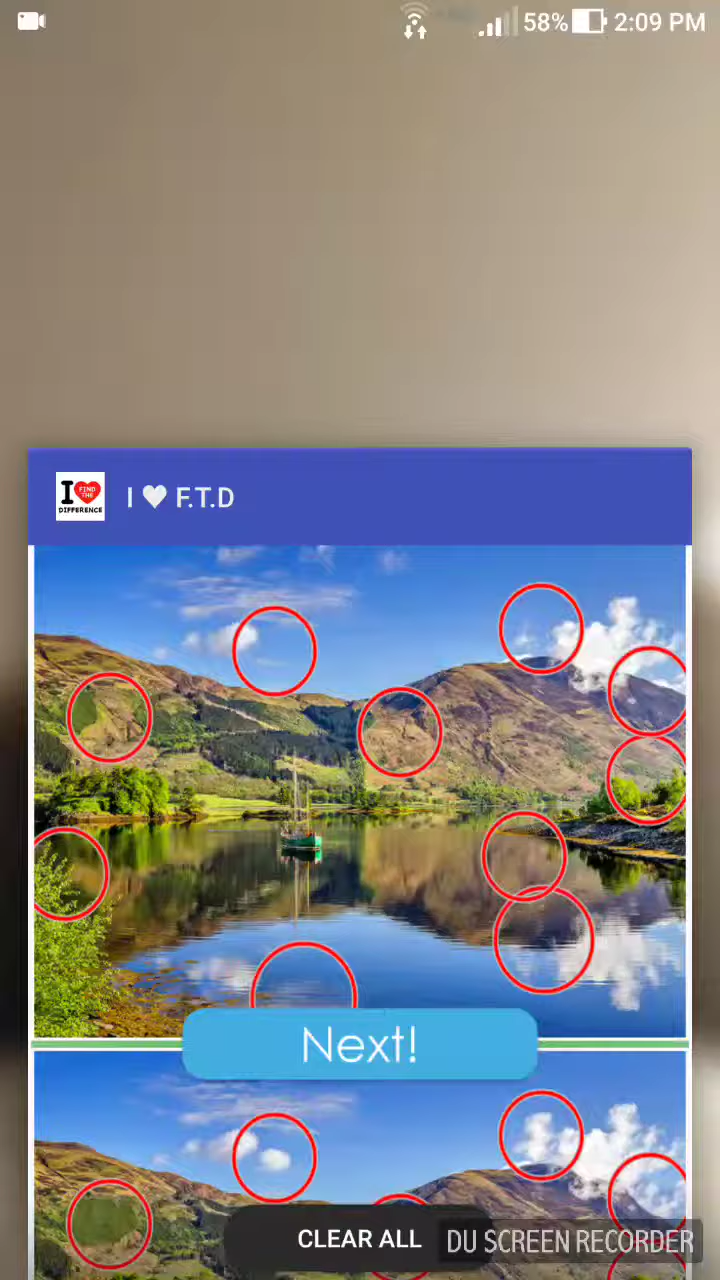 58% 2:09 PM
I FIND THE DIFFERENCE
I ♥ F.T.D
Next!
CLEAR ALL
DU SCREEN RECORDER